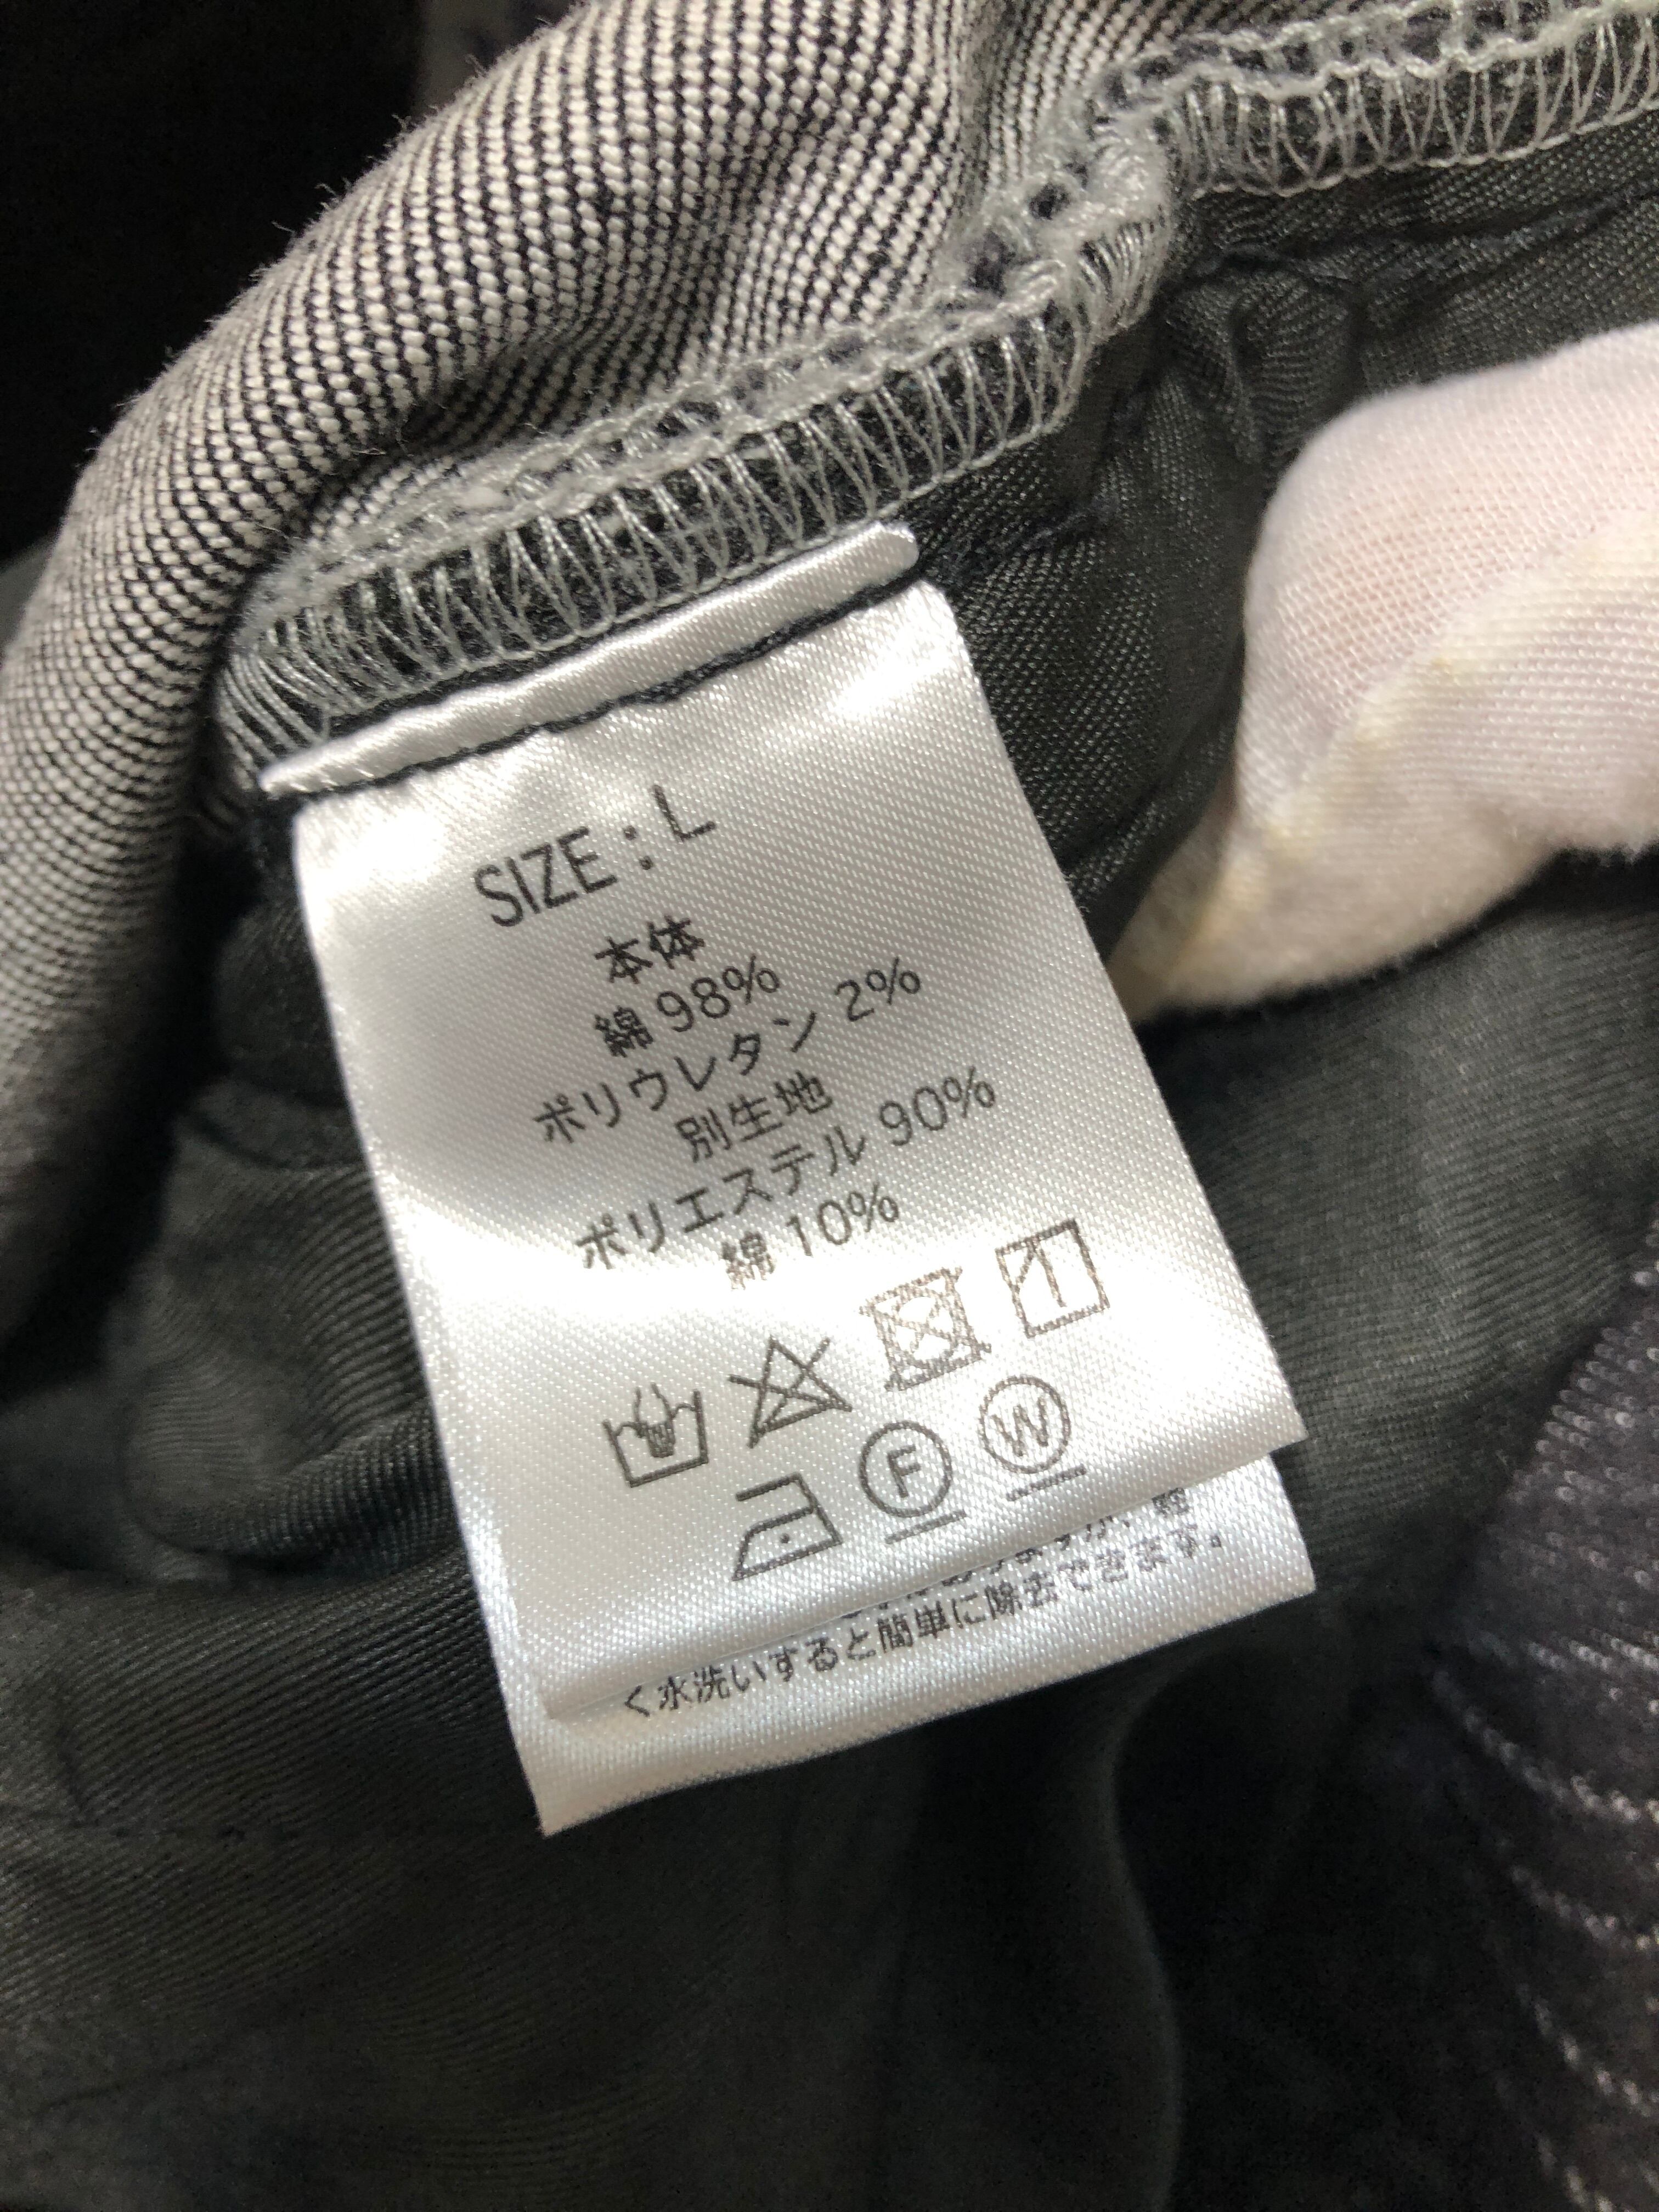 SIZE : L
本体
綿 98%
ポリウレタン 2%
別生地
ポリエステル 90%
綿 10%
F
W
く水洗いすると簡単に除去できます。